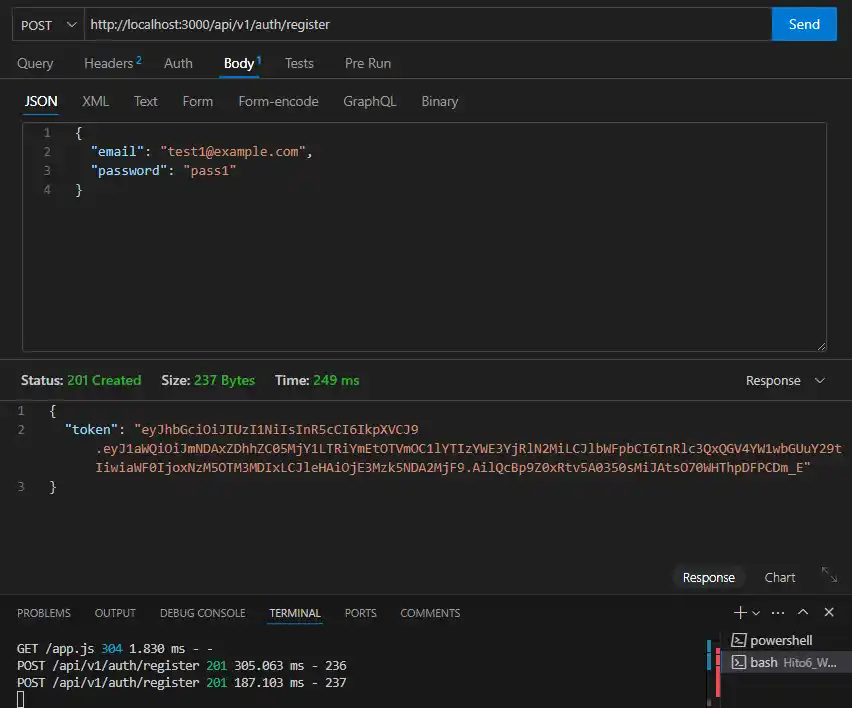 POST http://localhost:3000/api/v1/auth/register Send
Query Headers 2 Auth Body 1 Tests Pre Run
JSON XML Text Form Form-encode GraphQL Binary
1 {
2 "email": "test1@example.com",
3 "password": "pass1"
4 }
Status: 201 Created Size: 237 Bytes Time: 249 ms Response
1 {
2 "token": "eyJhbGciOiJIUzI1NiIsInR5cCI6IkpXVCJ9
.eyJ1aWQiOiJmNDAxZDhhZC05MjY1LTRiYmEtOTVmOC1lYTIzYWE3YjRlN2MiLCJlbWFpbCI6InRlc3QxQGV4YW1wbGUuY29t
IiwiaWF0IjoxNzM5OTM3MDIxLCJleHAiOjE3Mzk5NDA2MjF9.AilQcBp9Z0xRtv5A0350sMiJAtsO70WHThpDFPCDm_E"
3 }
Response Chart
PROBLEMS OUTPUT DEBUG CONSOLE TERMINAL PORTS COMMENTS
GET /app.js 304 1.830 ms - -
POST /api/v1/auth/register 201 305.063 ms - 236
POST /api/v1/auth/register 201 187.103 ms - 237
powershell
bash Hito6_W...